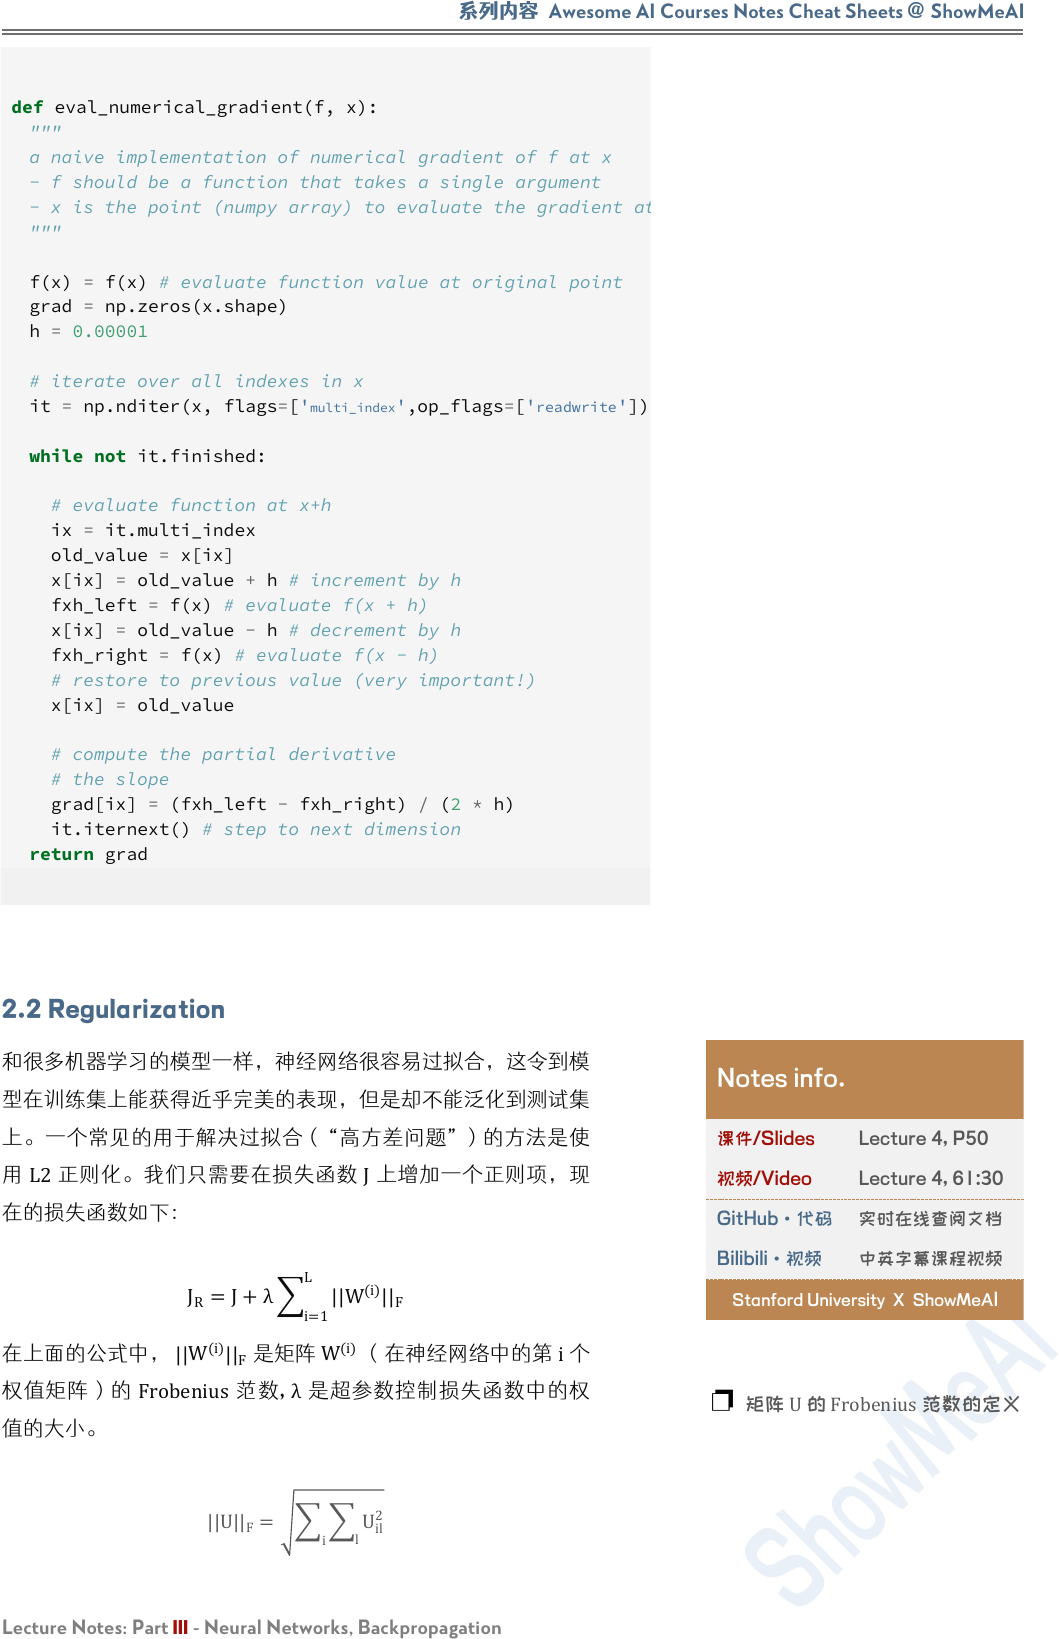 系列内容 Awesome AI Courses Notes Cheat Sheets @ ShowMeAI
def eval_numerical_gradient(f, x):
"""
a naive implementation of numerical gradient of f at x
- f should be a function that takes a single argument
- x is the point (numpy array) to evaluate the gradient at
"""
f(x) = f(x) # evaluate function value at original point
grad = np.zeros(x.shape)
h = 0.00001
# iterate over all indexes in x
it = np.nditer(x, flags=['multi_index',op_flags=['readwrite'])
while not it.finished:
# evaluate function at x+h
ix = it.multi_index
old_value = x[ix]
x[ix] = old_value + h # increment by h
fxh_left = f(x) # evaluate f(x + h)
x[ix] = old_value - h # decrement by h
fxh_right = f(x) # evaluate f(x - h)
# restore to previous value (very important!)
x[ix] = old_value
# compute the partial derivative
# the slope
grad[ix] = (fxh_left - fxh_right) / (2 * h)
it.iternext() # step to next dimension
return grad
2.2 Regularization
和很多机器学习的模型一样，神经网络很容易过拟合，这令到模
型在训练集上能获得近乎完美的表现，但是却不能泛化到测试集
上。一个常见的用于解决过拟合（“高方差问题”）的方法是使
用 L2 正则化。我们只需要在损失函数 J 上增加一个正则项，现
在的损失函数如下：
J_R = J + λ∑_{i=1}^{L} ||W^{(i)}||_F
在上面的公式中， ||W^{(i)}||_F 是矩阵 W^{(i)}（ 在神经网络中的第 i 个
权值矩阵 ）的 Frobenius 范数，λ 是超参数控制损失函数中的权
值的大小。
||U||_F = √(∑_i ∑_l U_{il}^2)
Notes info.
课件/Slides Lecture 4, P50
视频/Video Lecture 4, 61:30
GitHub · 代码 实时在线查阅文档
Bilibili · 视频 中英字幕课程视频
Stanford University X ShowMeAI
❒ 矩阵 U 的 Frobenius 范数的定义
ShowMeAI
Lecture Notes: Part III - Neural Networks, Backpropagation